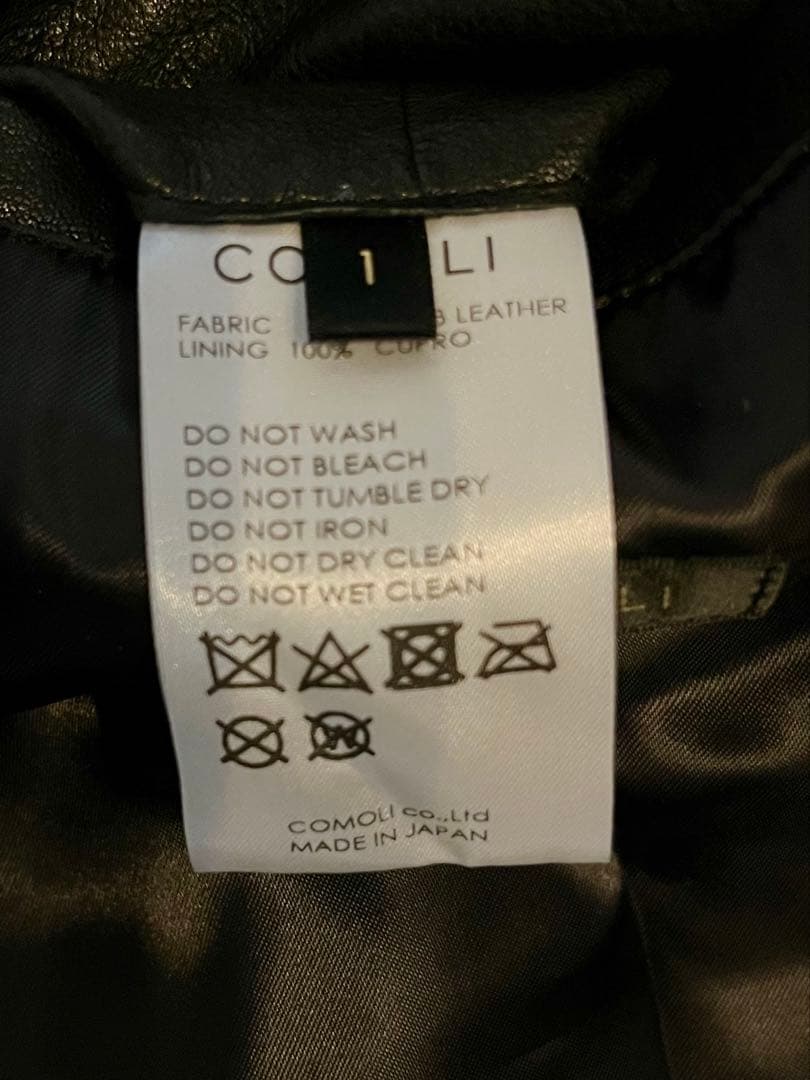 1
FABRIC LEATHER
LINING 100% CUPRO
DO NOT WASH
DO NOT BLEACH
DO NOT TUMBLE DRY
DO NOT IRON
DO NOT DRY CLEAN
DO NOT WET CLEAN
COMOLI co.,Ltd
MADE IN JAPAN